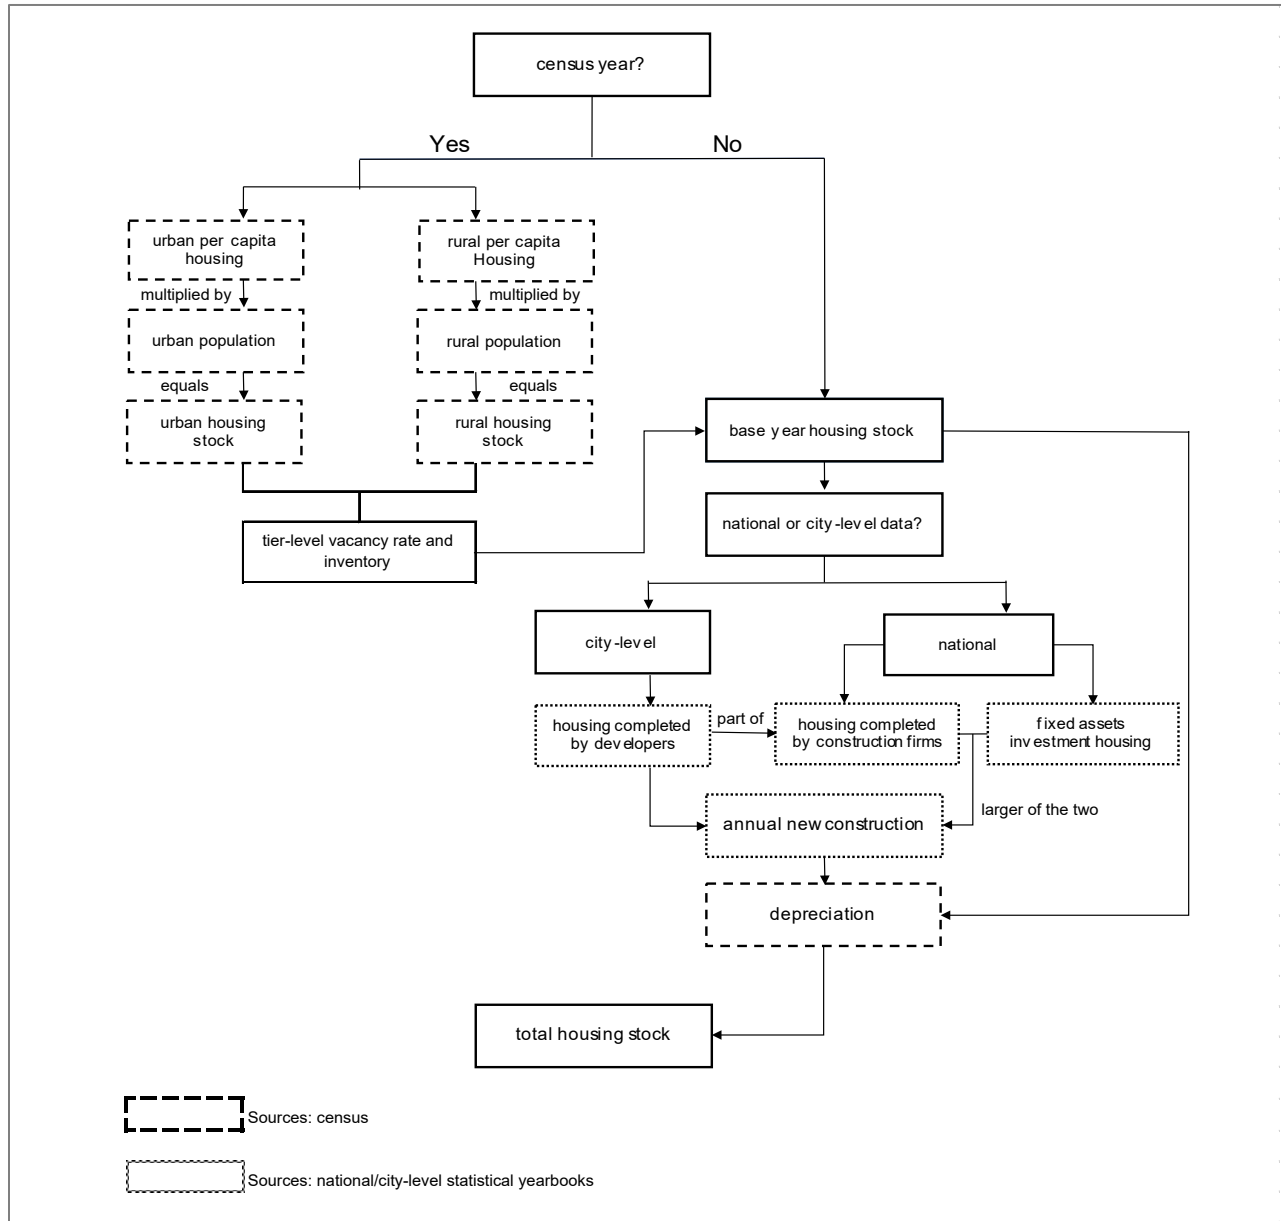 census year?
Yes
No
urban per capita
housing
rural per capita
Housing
multiplied by
multiplied by
urban population
rural population
equals
equals
urban housing
stock
rural housing
stock
base year housing stock
tier-level vacancy rate and
inventory
national or city-level data?
city-level
national
housing completed
by developers
part of
housing completed
by construction firms
fixed assets
investment housing
larger of the two
annual new construction
depreciation
total housing stock
Sources: census
Sources: national/city-level statistical yearbooks